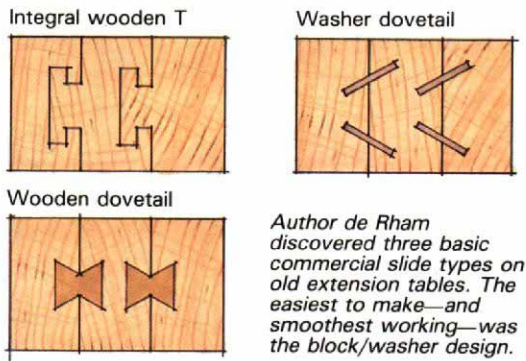 Integral wooden T
Washer dovetail
Wooden dovetail
Author de Rham
discovered three basic
commercial slide types on
old extension tables. The
easiest to make—and
smoothest working—was
the block/washer design.